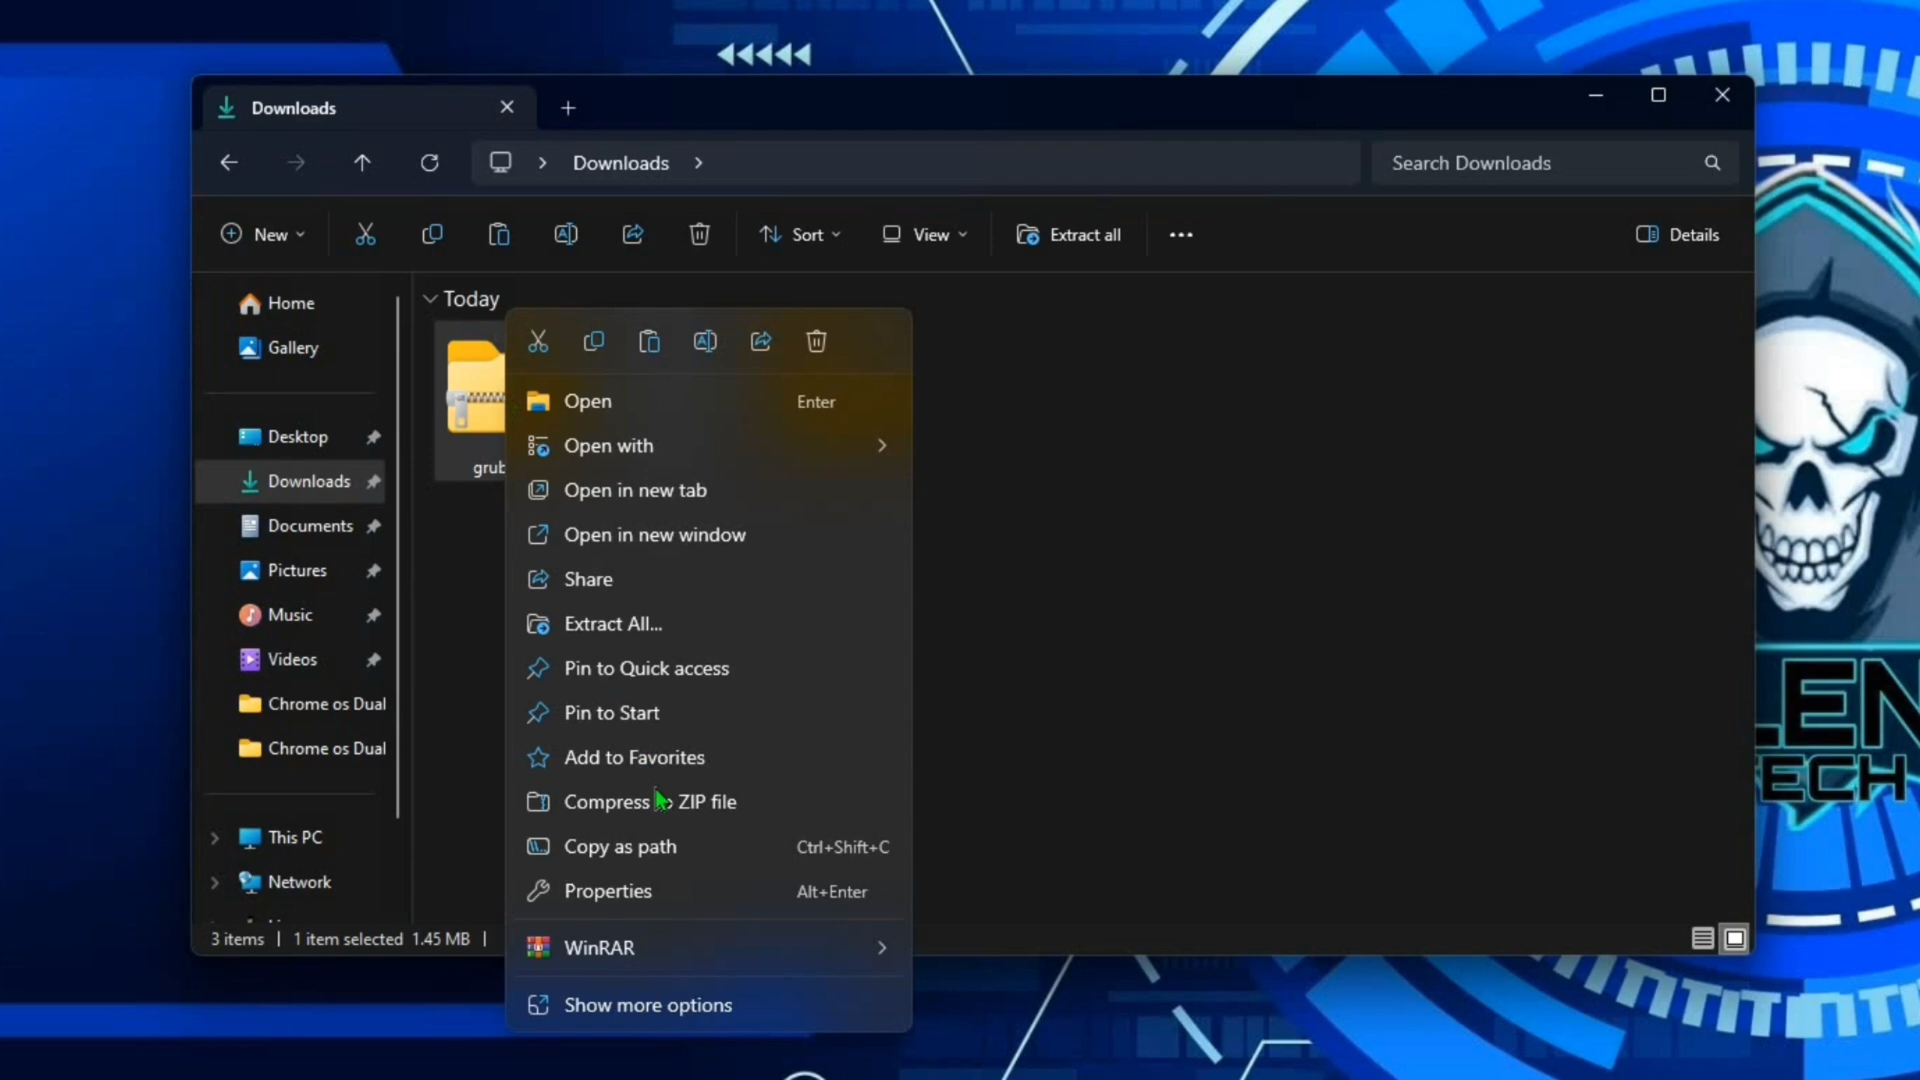 Downloads
Downloads
Search Downloads
New
Sort
View
Extract all
Details
Home
Gallery
Desktop
Downloads
Documents
Pictures
Music
Videos
Chrome os Dual
Chrome os Dual
This PC
Network
Today
grub
Open Enter
Open with
Open in new tab
Open in new window
Share
Extract All...
Pin to Quick access
Pin to Start
Add to Favorites
Compress ZIP file
Copy as path Ctrl+Shift+C
Properties Alt+Enter
WinRAR
Show more options
3 items 1 item selected 1.45 MB
LEN
ECH